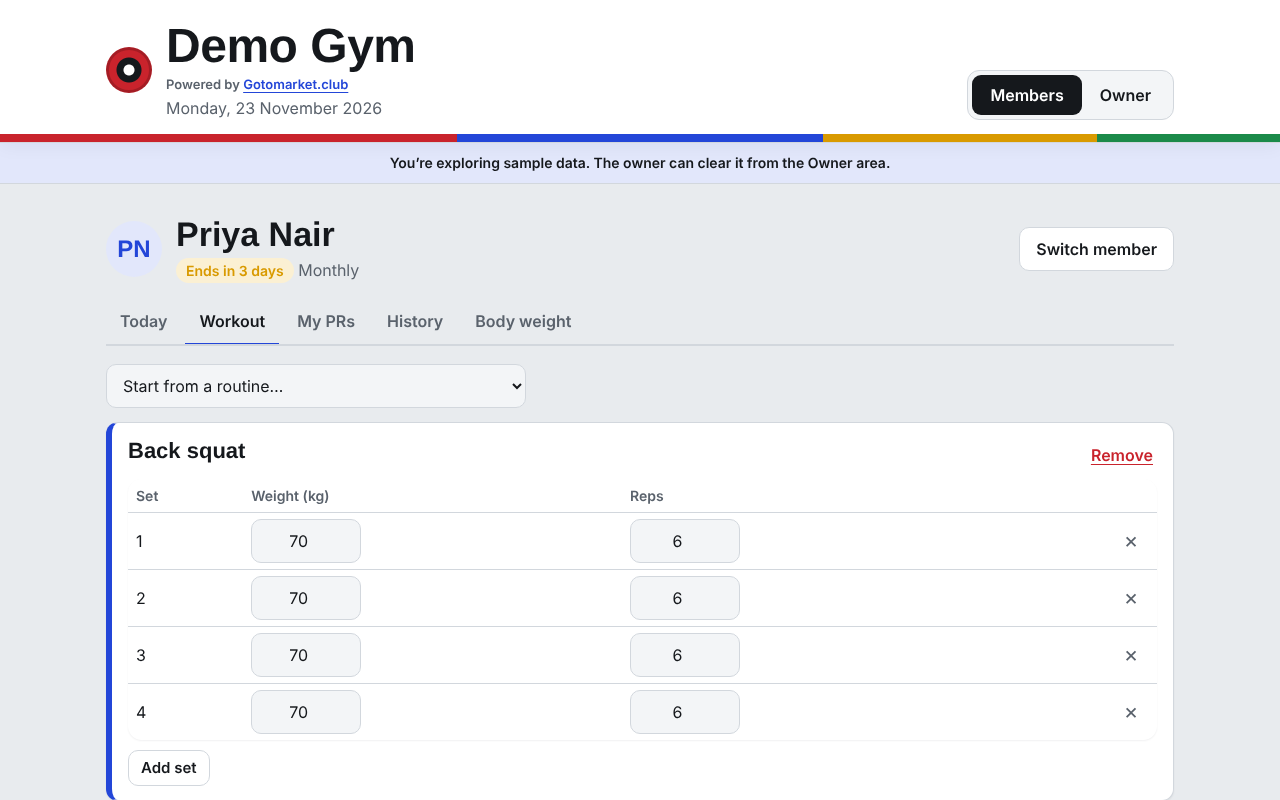 Demo Gym
Powered by Gotomarket.club
Monday, 23 November 2026
Members
Owner
You’re exploring sample data. The owner can clear it from the Owner area.
PN
Priya Nair
Ends in 3 days Monthly
Switch member
Today Workout My PRs History Body weight
Start from a routine...
Back squat
Remove
Set Weight (kg) Reps
1 70 6 ×
2 70 6 ×
3 70 6 ×
4 70 6 ×
Add set